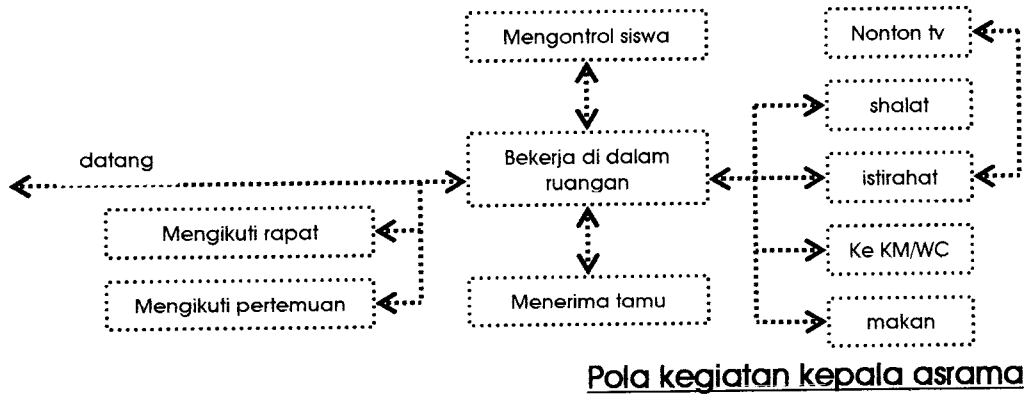 Mengontrol siswa
Nonton tv
shalat
datang
Bekerja di dalam
ruangan
istirahat
Mengikuti rapat
Ke KM/WC
Mengikuti pertemuan
Menerima tamu
makan
Pola kegiatan kepala asrama